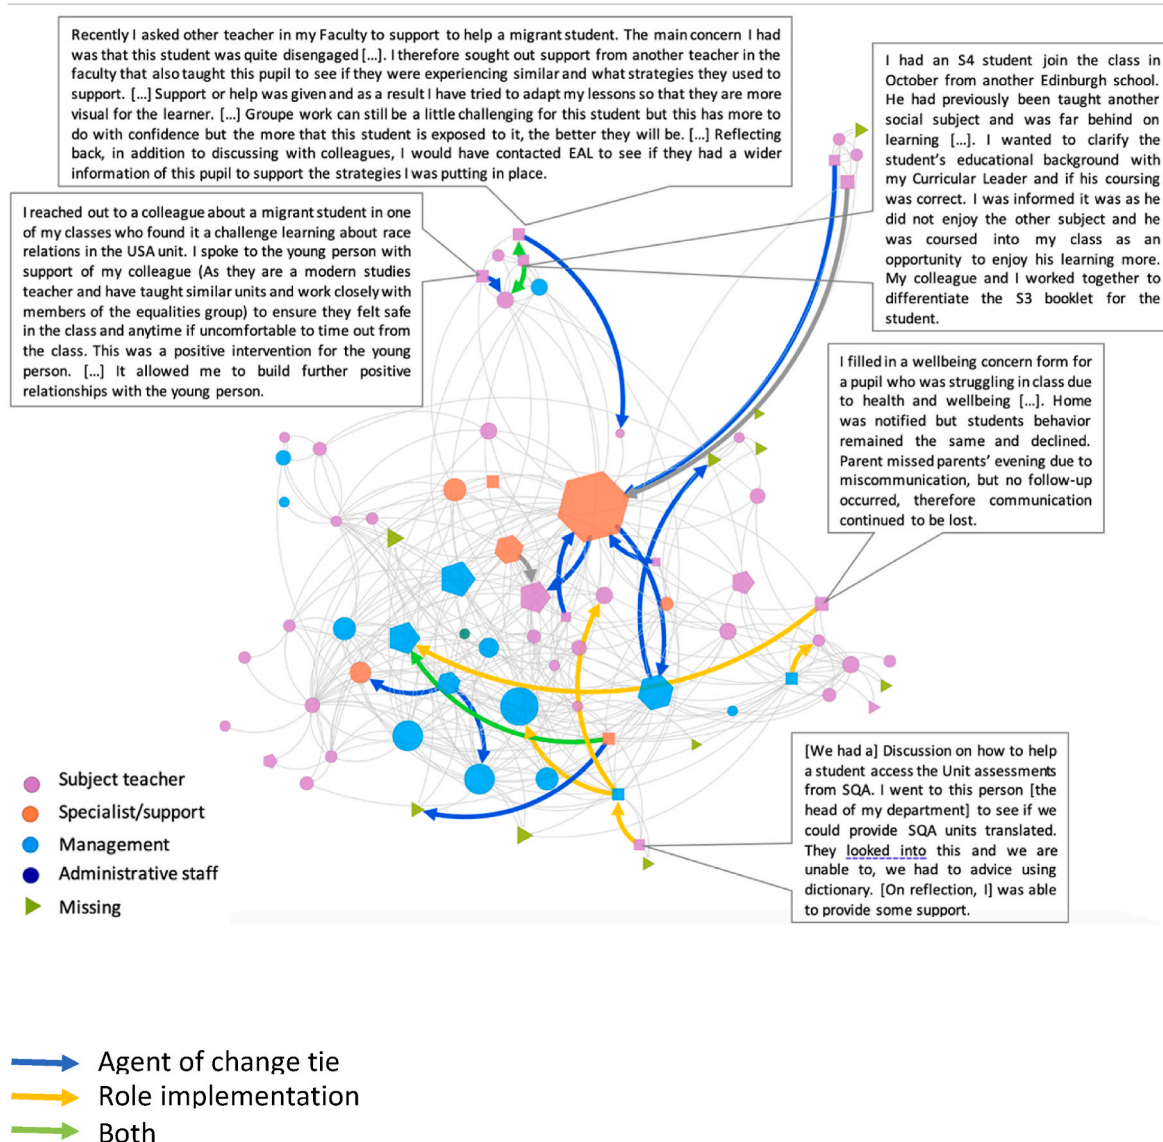 Recently I asked other teacher in my Faculty to support to help a migrant student. The main concern I
had was that this student was quite disengaged [...]. I therefore sought out support from another teacher in the
faculty that also taught this pupil to see if they were experiencing similar and what strategies they used to
support. [...] Support or help was given and as a result I have tried to adapt my lessons so that they are more
visual for the learner. [...] Groupe work can still be a little challenging for this student but this has more to
do with confidence but the more that this student is exposed to it, the better they will be. [...] Reflecting
back, in addition to discussing with colleagues, I would have contacted EAL to see if they had a wider
information of this pupil to support the strategies I was putting in place.
I had an S4 student join the class in
October from another Edinburgh school.
He had previously been taught another
social subject and was far behind on
learning [...]. I wanted to clarify the
student's educational background with
my Curricular Leader and if his coursing
was correct. I was informed it was as he
did not enjoy the other subject and he
was coursed into my class as an
opportunity to enjoy his learning more.
My colleague and I worked together to
differentiate the S3 booklet for the
student.
I reached out to a colleague about a migrant student in one
of my classes who found it a challenge learning about race
relations in the USA unit. I spoke to the young person with
support of my colleague (As they are a modern studies
teacher and have taught similar units and work closely with
members of the equalities group) to ensure they felt safe
in the class and anytime if uncomfortable to time out from
the class. This was a positive intervention for the young
person. [...] It allowed me to build further positive
relationships with the young person.
I filled in a wellbeing concern form for
a pupil who was struggling in class due
to health and wellbeing [...]. Home
was notified but students behavior
remained the same and declined.
Parent missed parents' evening due to
miscommunication, but no follow-up
occurred, therefore communication
continued to be lost.
[We had a] Discussion on how to help
a student access the Unit assessments
from SQA. I went to this person [the
head of my department] to see if we
could provide SQA units translated.
They looked into this and we are
unable to, we had to advice using
dictionary. [On reflection, I] was able
to provide some support.
Subject teacher
Specialist/support
Management
Administrative staff
Missing
Agent of change tie
Role implementation
Both